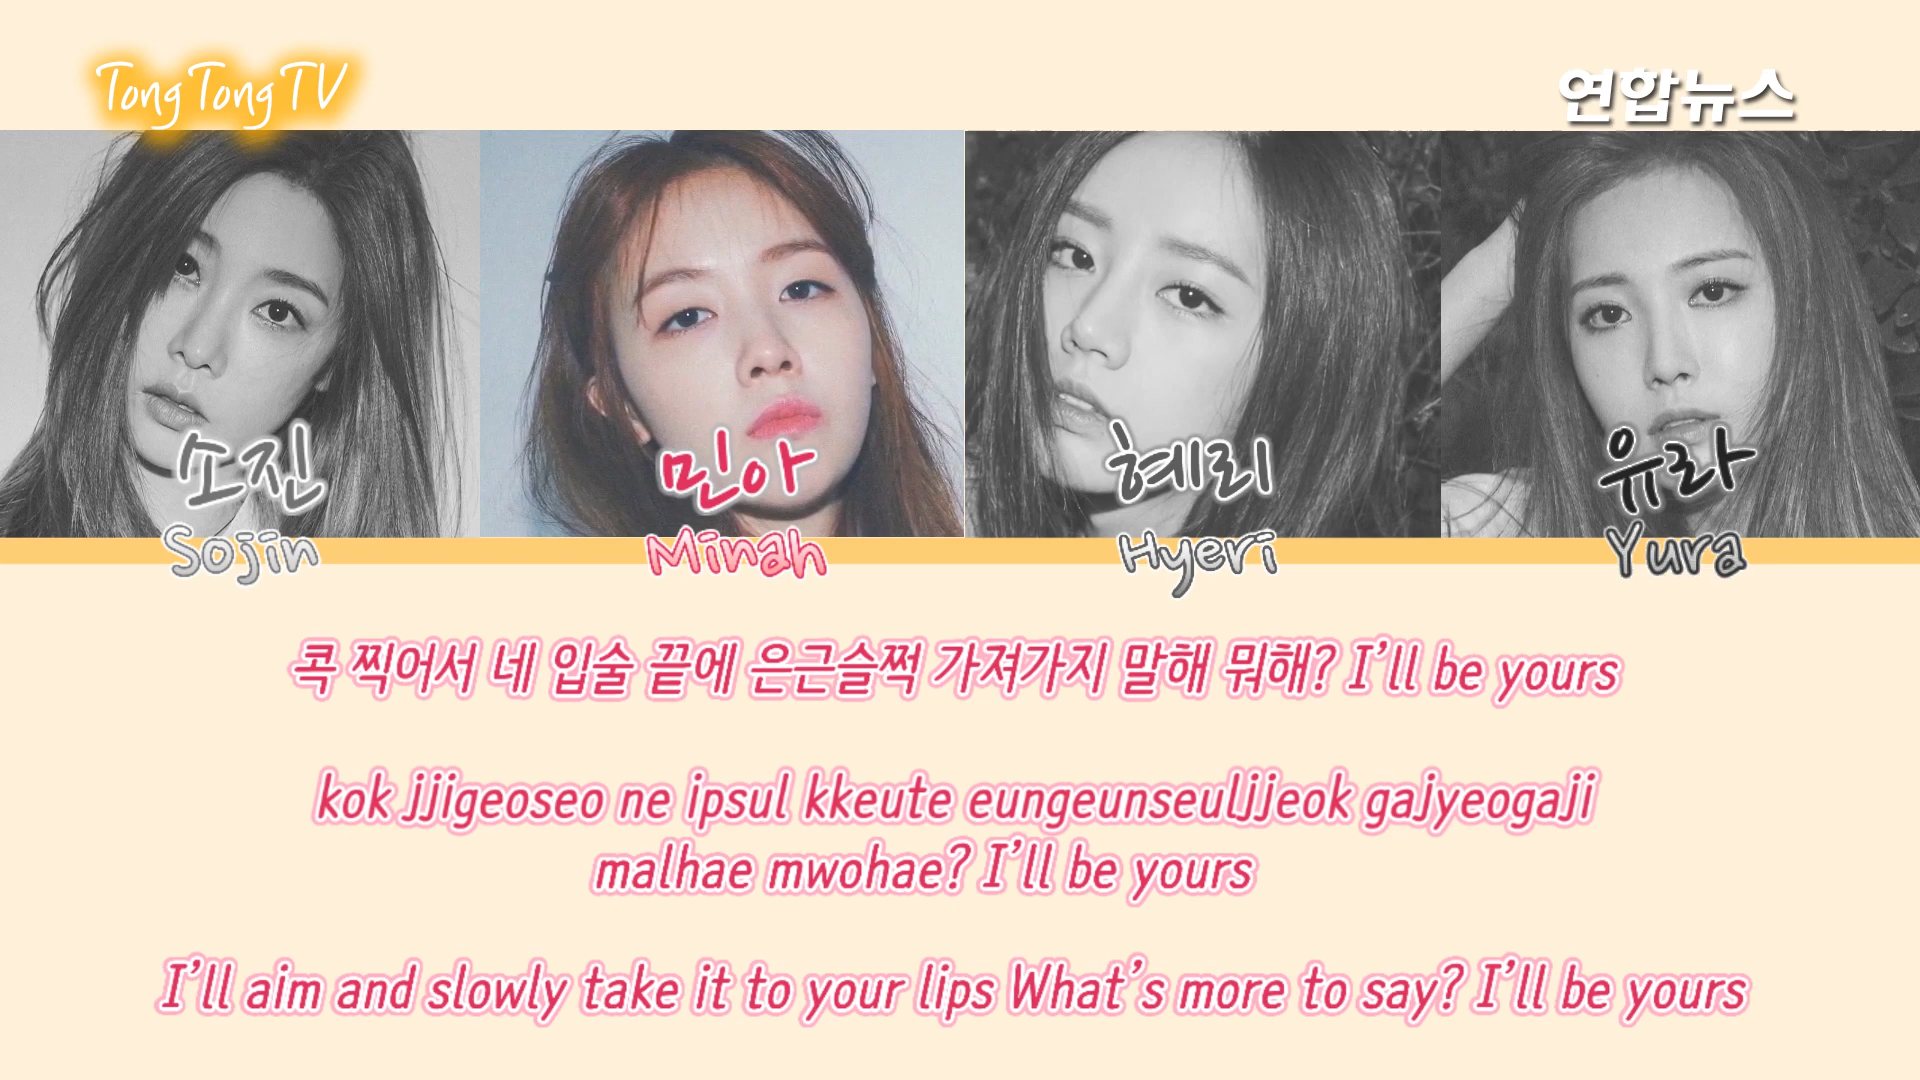 Tong Tong TV
연합뉴스
소진
민아
혜리
유라
Sojin
Minah
Hyeri
Yura
콕 찍어서 네 입술 끝에 은근슬쩍 가져가지 말해 뭐해? I'll be yours
kok jjigeoseo ne ipsul kkeute eungeunseuljjeok gajyeogaji
malhae mwohae? I'll be yours
I'll aim and slowly take it to your lips What's more to say? I'll be yours